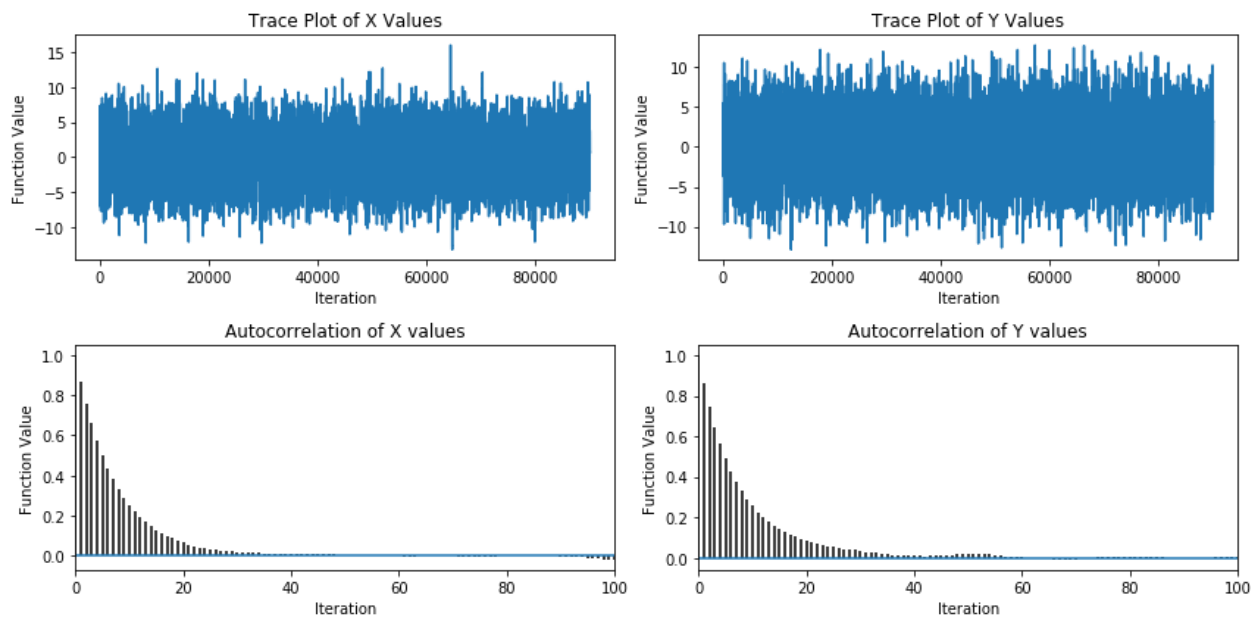 Trace Plot of X Values
Function Value
15
10
5
0
−5
−10
0 20000 40000 60000 80000
Iteration
Trace Plot of Y Values
Function Value
10
5
0
−5
−10
0 20000 40000 60000 80000
Iteration
Autocorrelation of X values
Function Value
1.0
0.8
0.6
0.4
0.2
0.0
0 20 40 60 80 100
Iteration
Autocorrelation of Y values
Function Value
1.0
0.8
0.6
0.4
0.2
0.0
0 20 40 60 80 100
Iteration